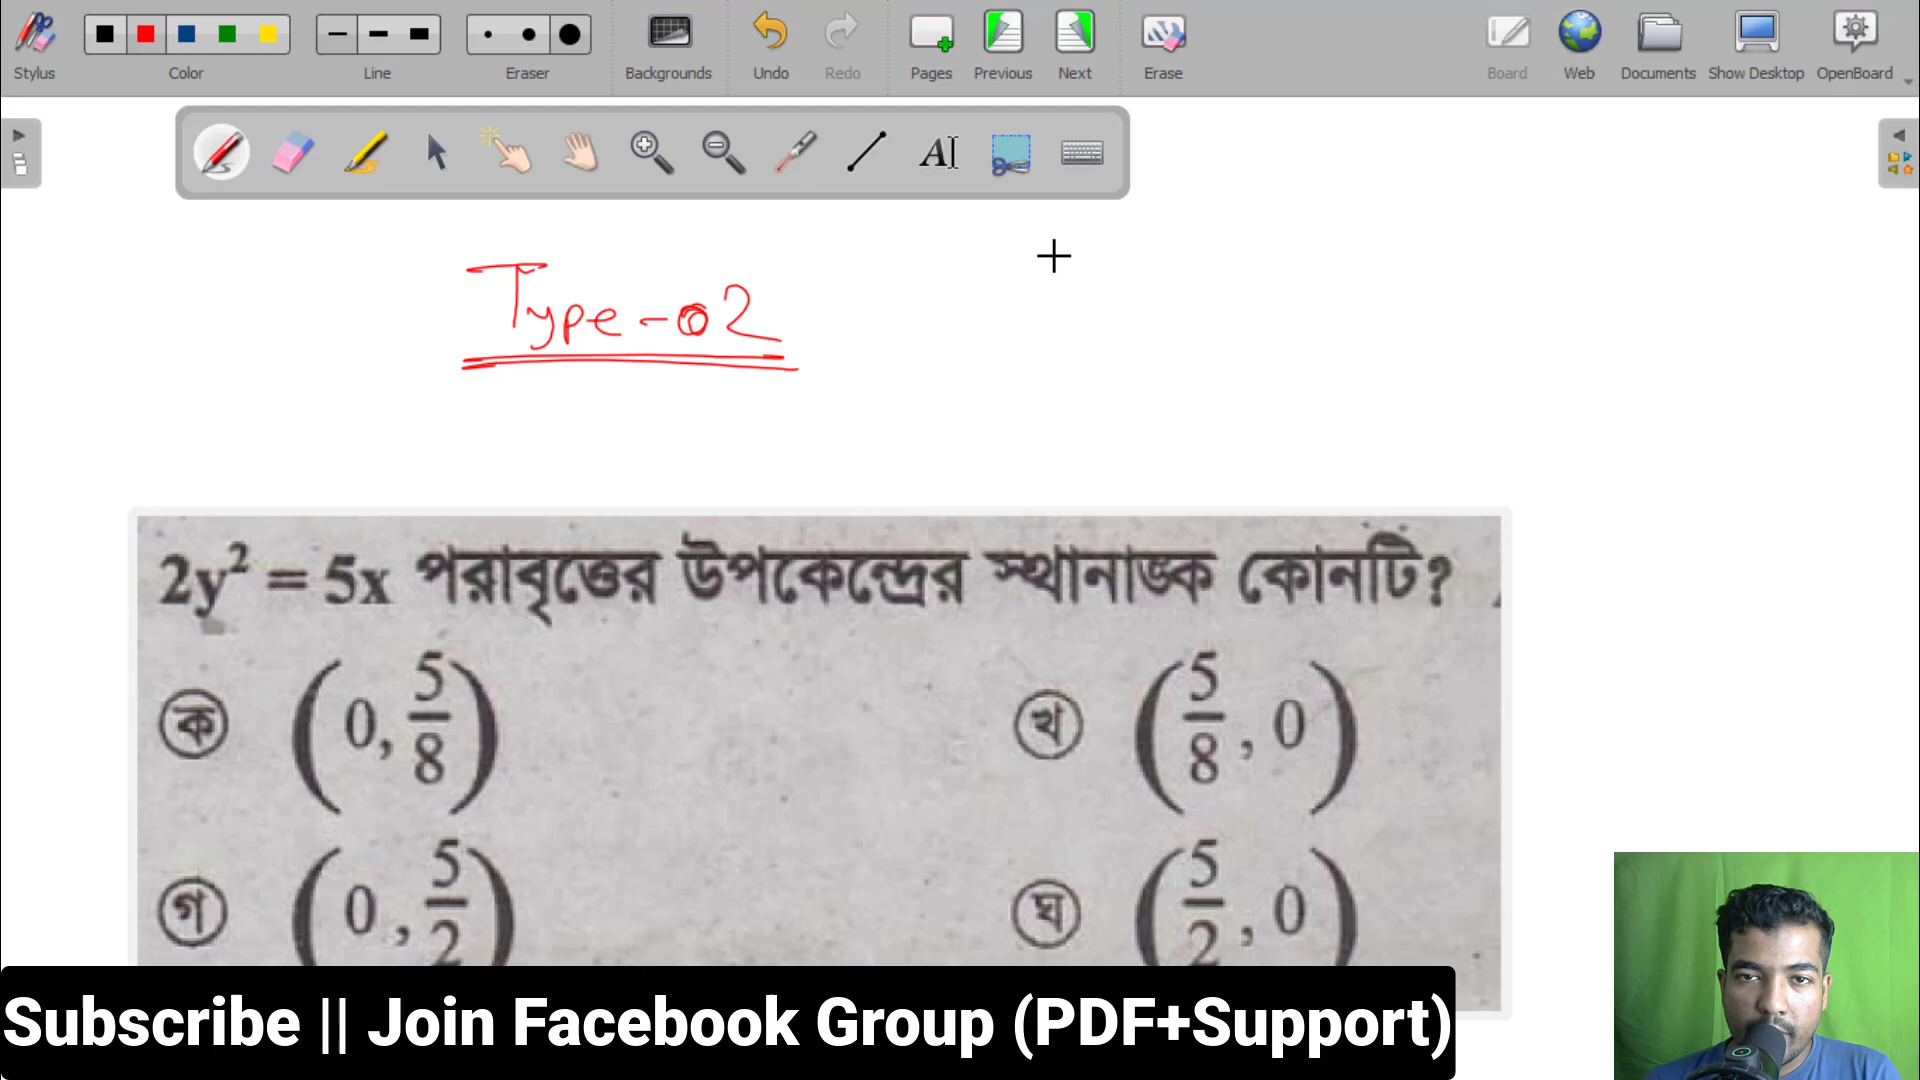 Stylus Color Line Eraser Backgrounds Undo Redo Pages Previous Next Erase Board Web Documents Show Desktop OpenBoard
Type-02
2y² = 5x পরাবৃত্তের উপকেন্দ্রের স্থানাঙ্ক কোনটি?
ক (0, 5/8) খ (5/8, 0)
গ (0, 5/2) ঘ (5/2, 0)
Subscribe || Join Facebook Group (PDF+Support)